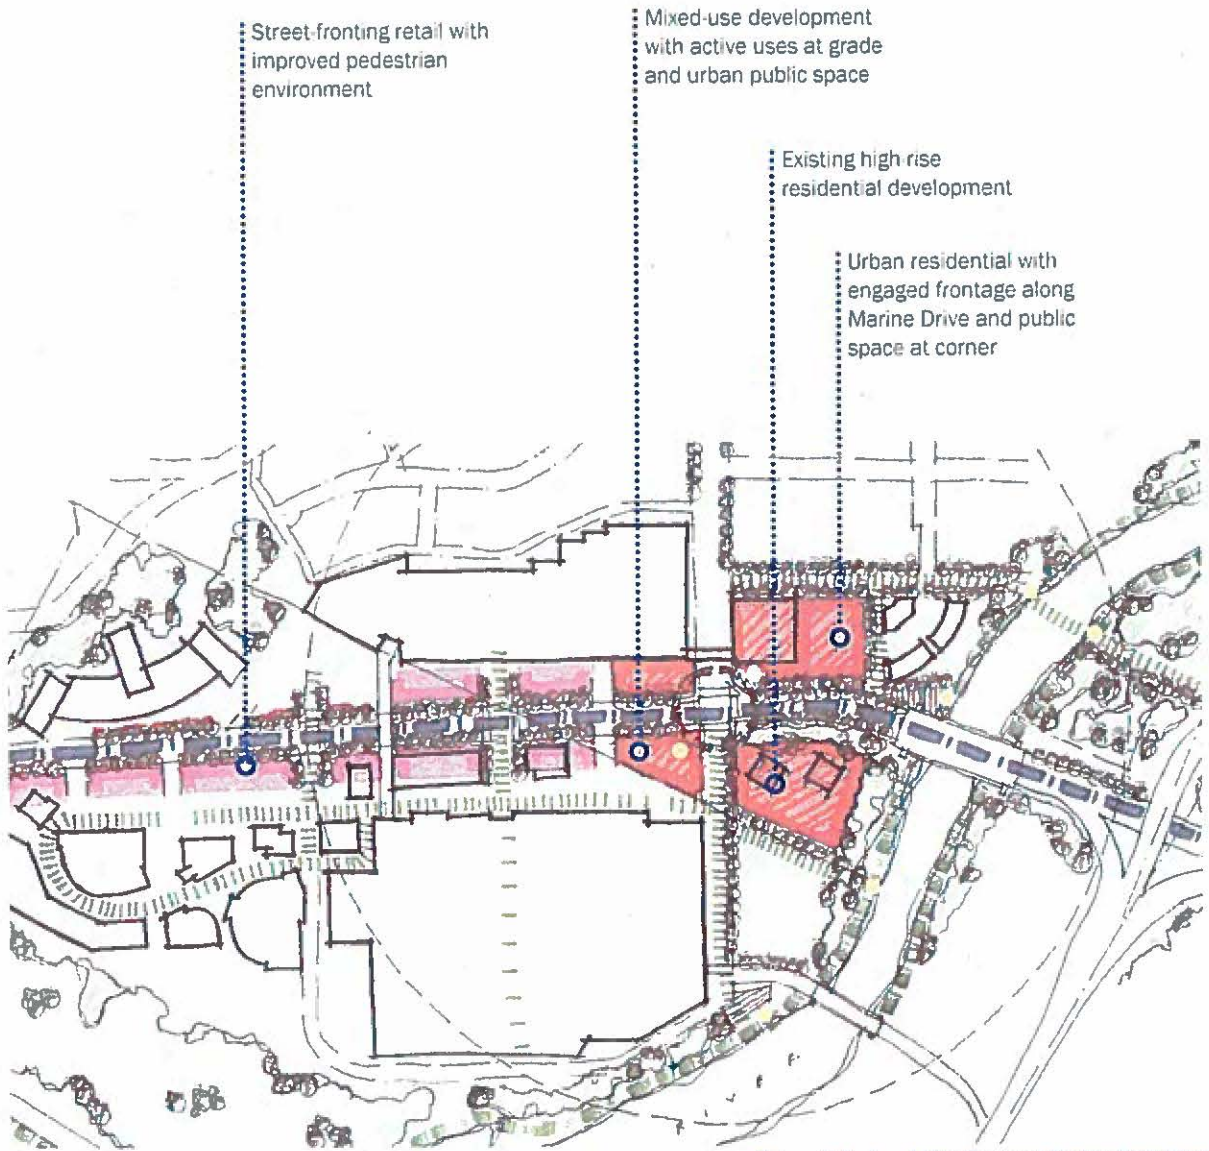 Street-fronting retail with
improved pedestrian
environment
Mixed-use development
with active uses at grade
and urban public space
Existing high-rise
residential development
Urban residential with
engaged frontage along
Marine Drive and public
space at corner